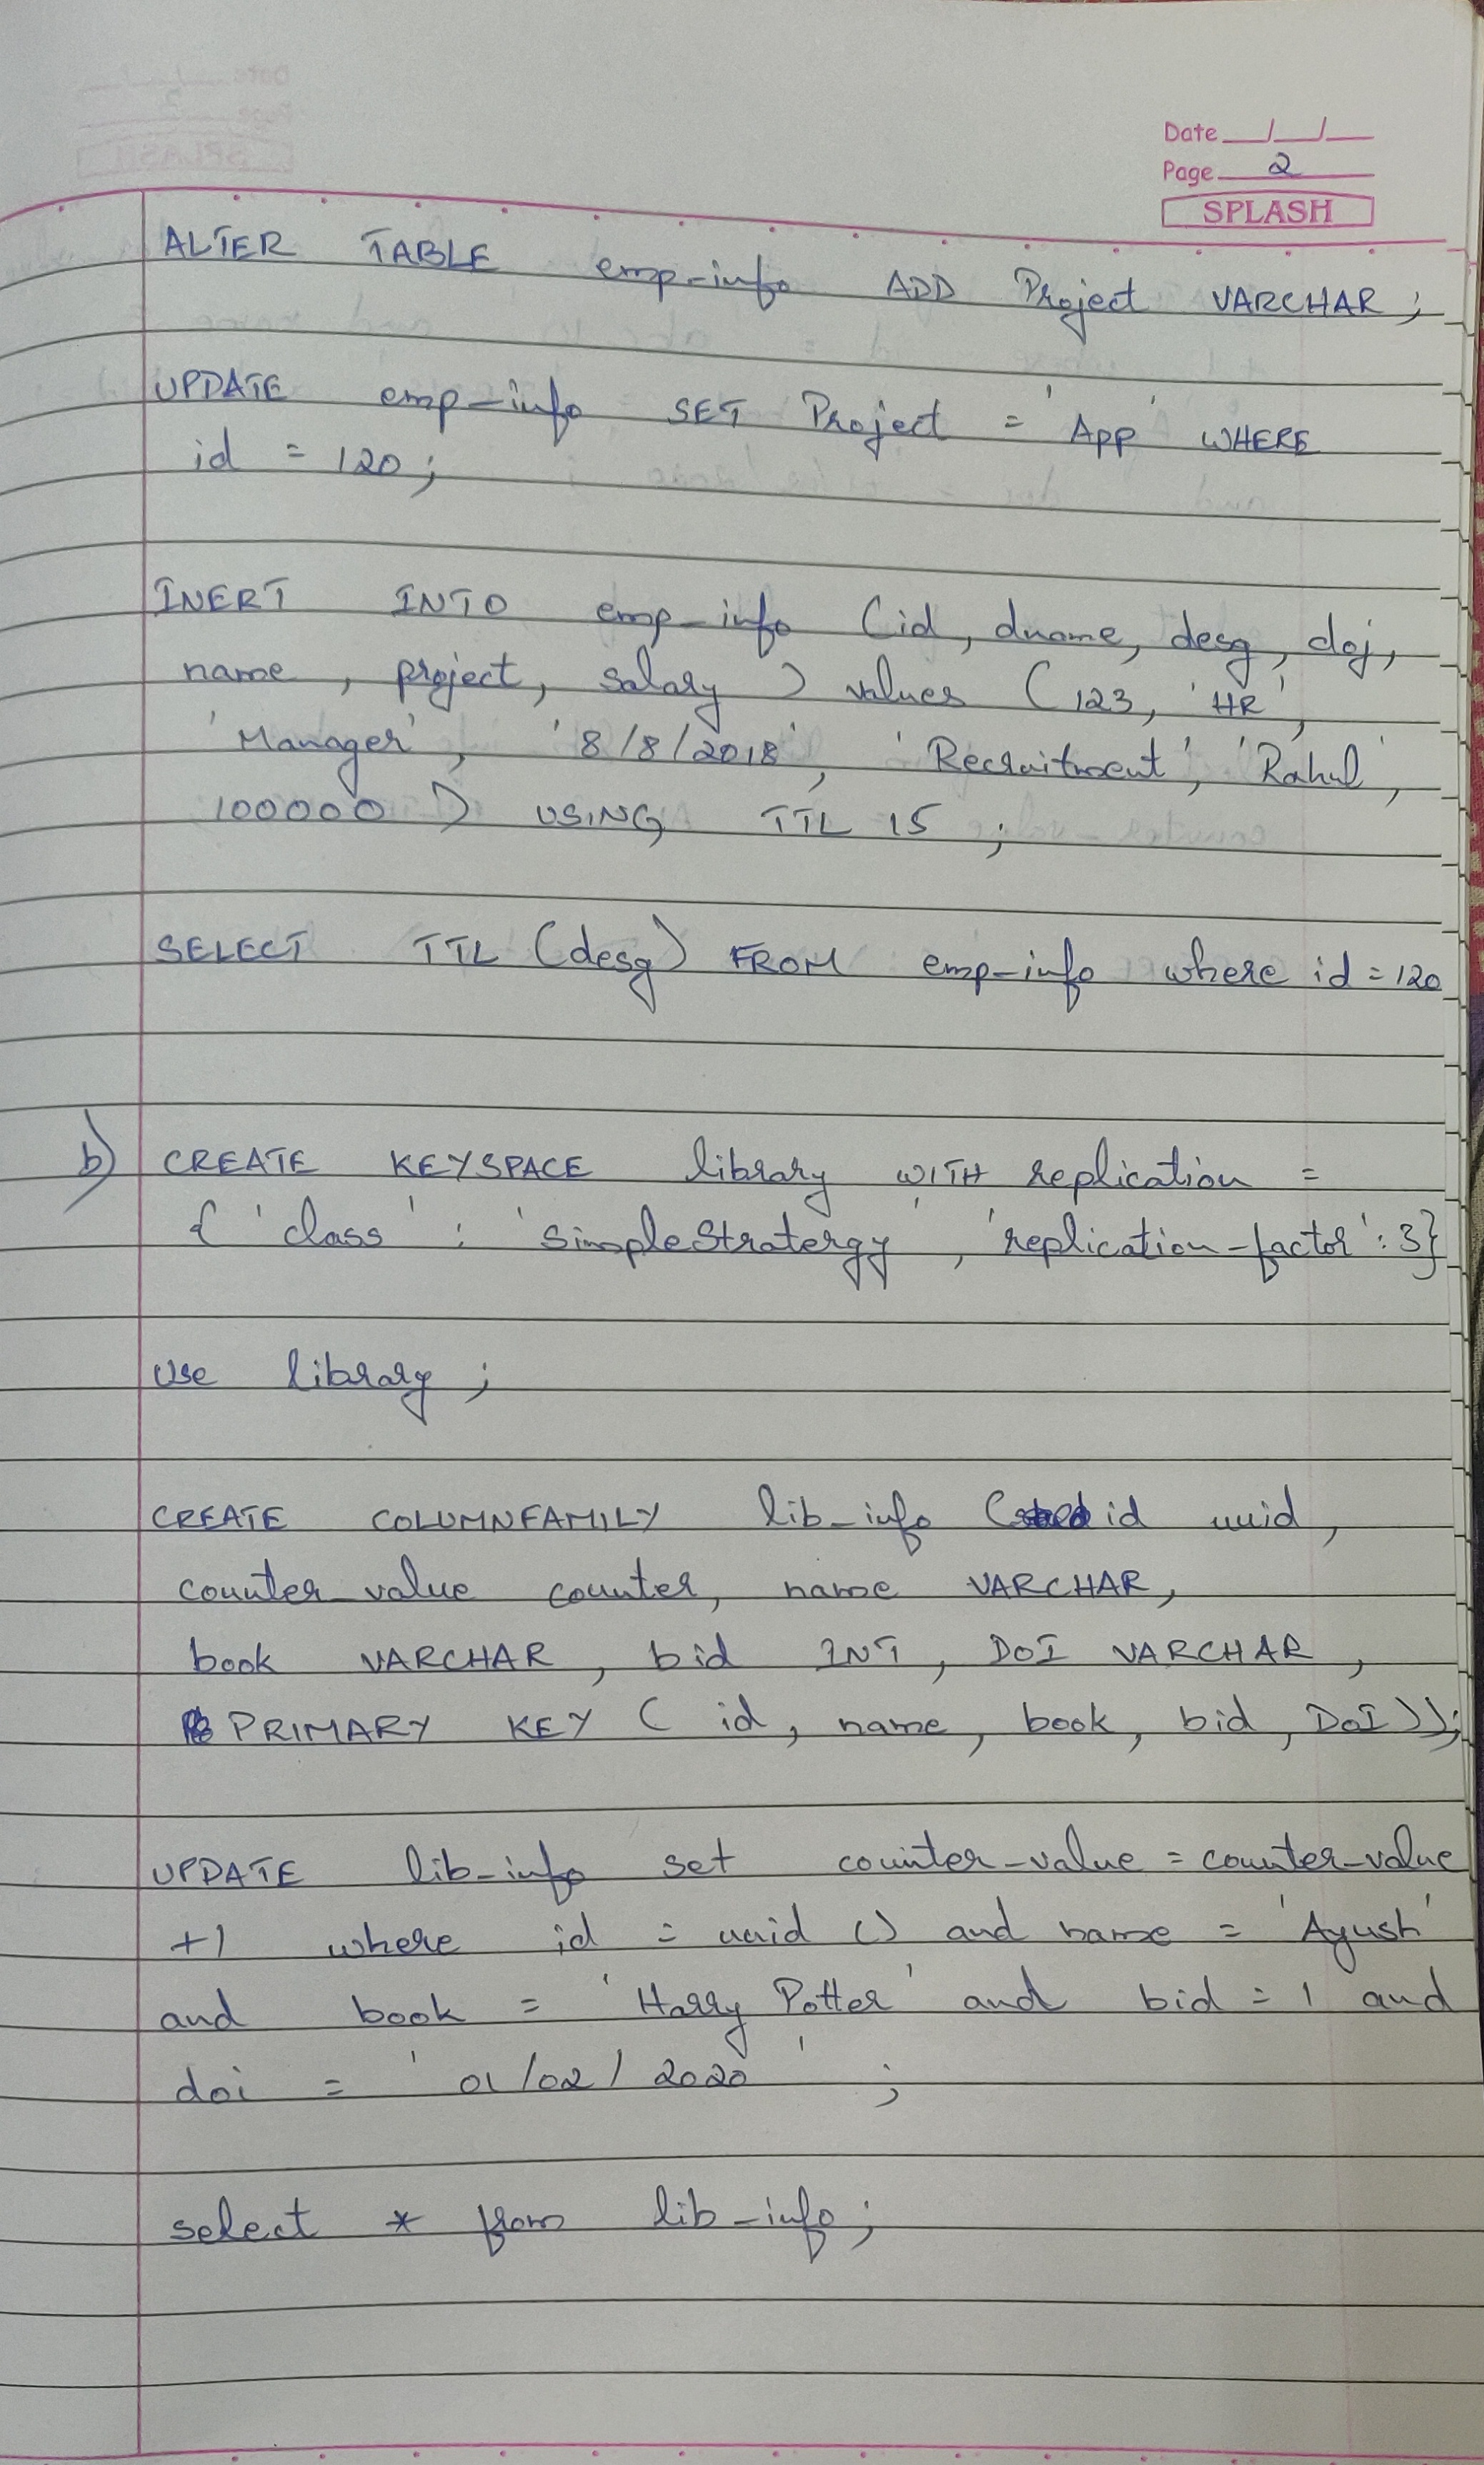 Date __/__/__
Page 2
SPLASH
ALTER TABLE emp-info ADD Project VARCHAR;
UPDATE emp-info SET Project = 'App' WHERE
id = 120;
INERT INTO emp-info (id, dname, desg, doj,
name, project, salary) values (123, 'HR',
'Manager', '8/8/2018', 'Recruitment', 'Rahul',
100000) USING TTL 15;
SELECT TTL (desg) FROM emp-info where id = 120
b) CREATE KEYSPACE library WITH replication =
{ 'class' : 'simpleStratergy', 'replication-factor' : 3}
use library;
CREATE COLUMNFAMILY lib-info (id uuid,
counter_value counter, name VARCHAR,
book VARCHAR, bid INT, DOI VARCHAR,
PRIMARY KEY (id, name, book, bid, DOI));
UPDATE lib-info set counter-value = counter-value
+1 where id = uuid () and name = 'Ayush'
and book = 'Harry Potter' and bid = 1 and
doi = '01/02/2020';
select * from lib-info;